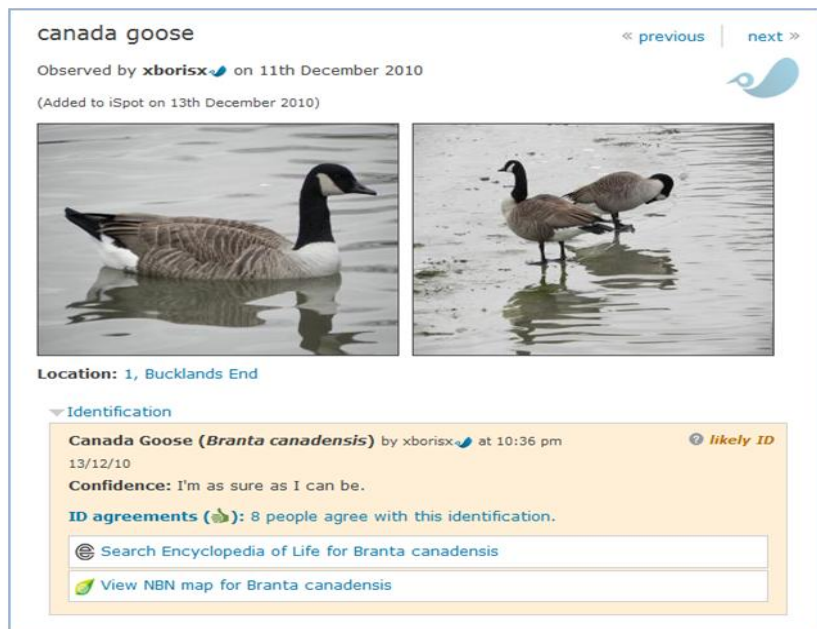 canada goose
« previous next »
Observed by xborisx on 11th December 2010
(Added to iSpot on 13th December 2010)
Location: 1, Bucklands End
Identification
Canada Goose (Branta canadensis) by xborisx at 10:36 pm
? likely ID
13/12/10
Confidence: I'm as sure as I can be.
ID agreements (): 8 people agree with this identification.
e Search Encyclopedia of Life for Branta canadensis
View NBN map for Branta canadensis